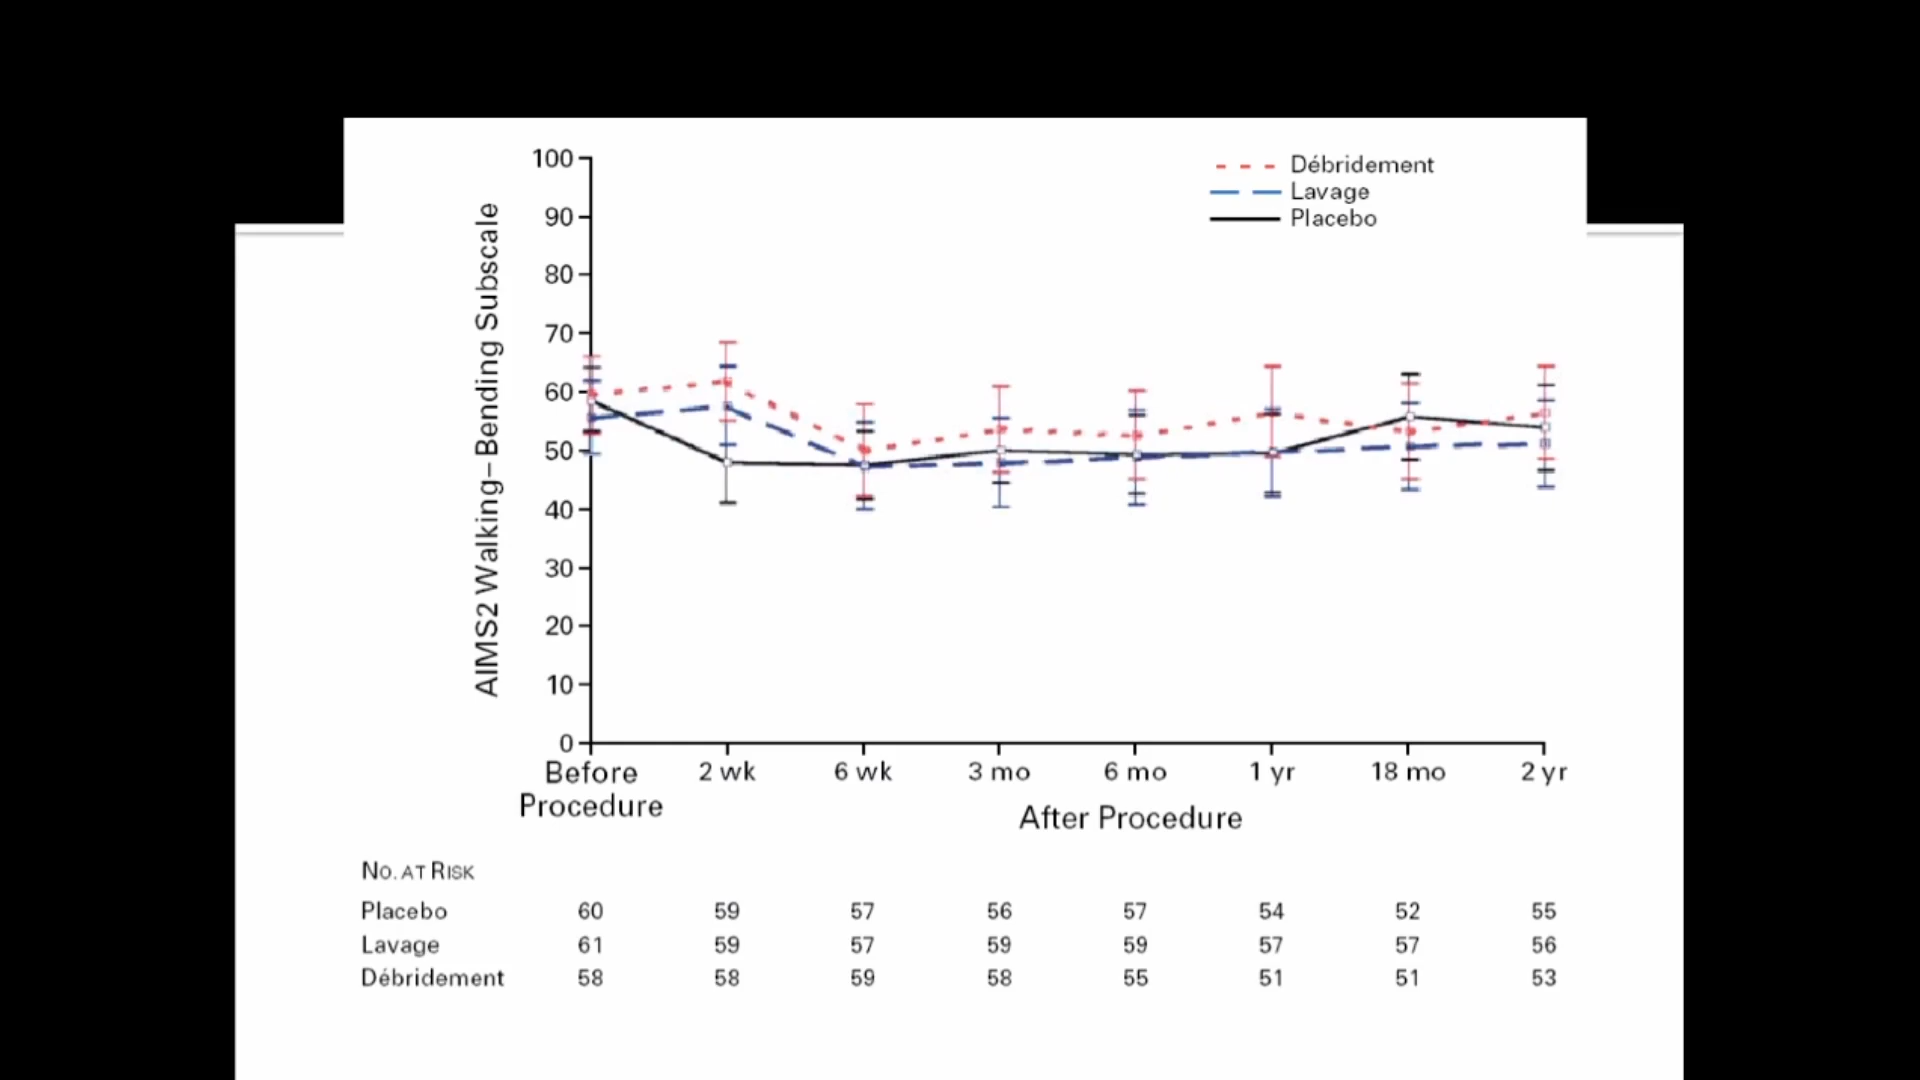 100
90
80
70
60
50
40
30
20
10
0
AIMS2 Walking–Bending Subscale
Débridement
Lavage
Placebo
Before Procedure
2 wk
6 wk
3 mo
6 mo
1 yr
18 mo
2 yr
After Procedure
No. at Risk
Placebo 60 59 57 56 57 54 52 55
Lavage 61 59 57 59 59 57 57 56
Débridement 58 58 59 58 55 51 51 53